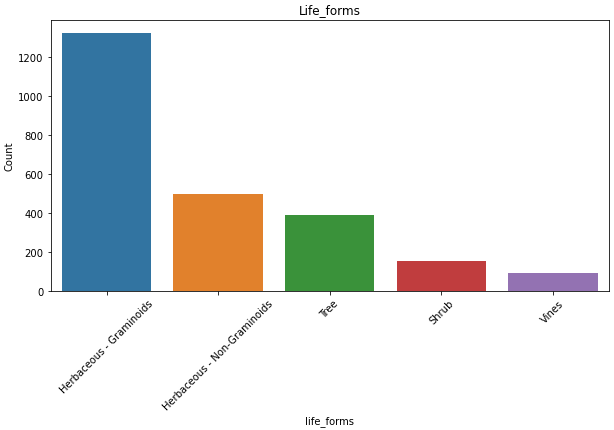 Life_forms
Count
1200
1000
800
600
400
200
0
Herbaceous - Graminoids
Herbaceous - Non-Graminoids
Tree
Shrub
Vines
life_forms